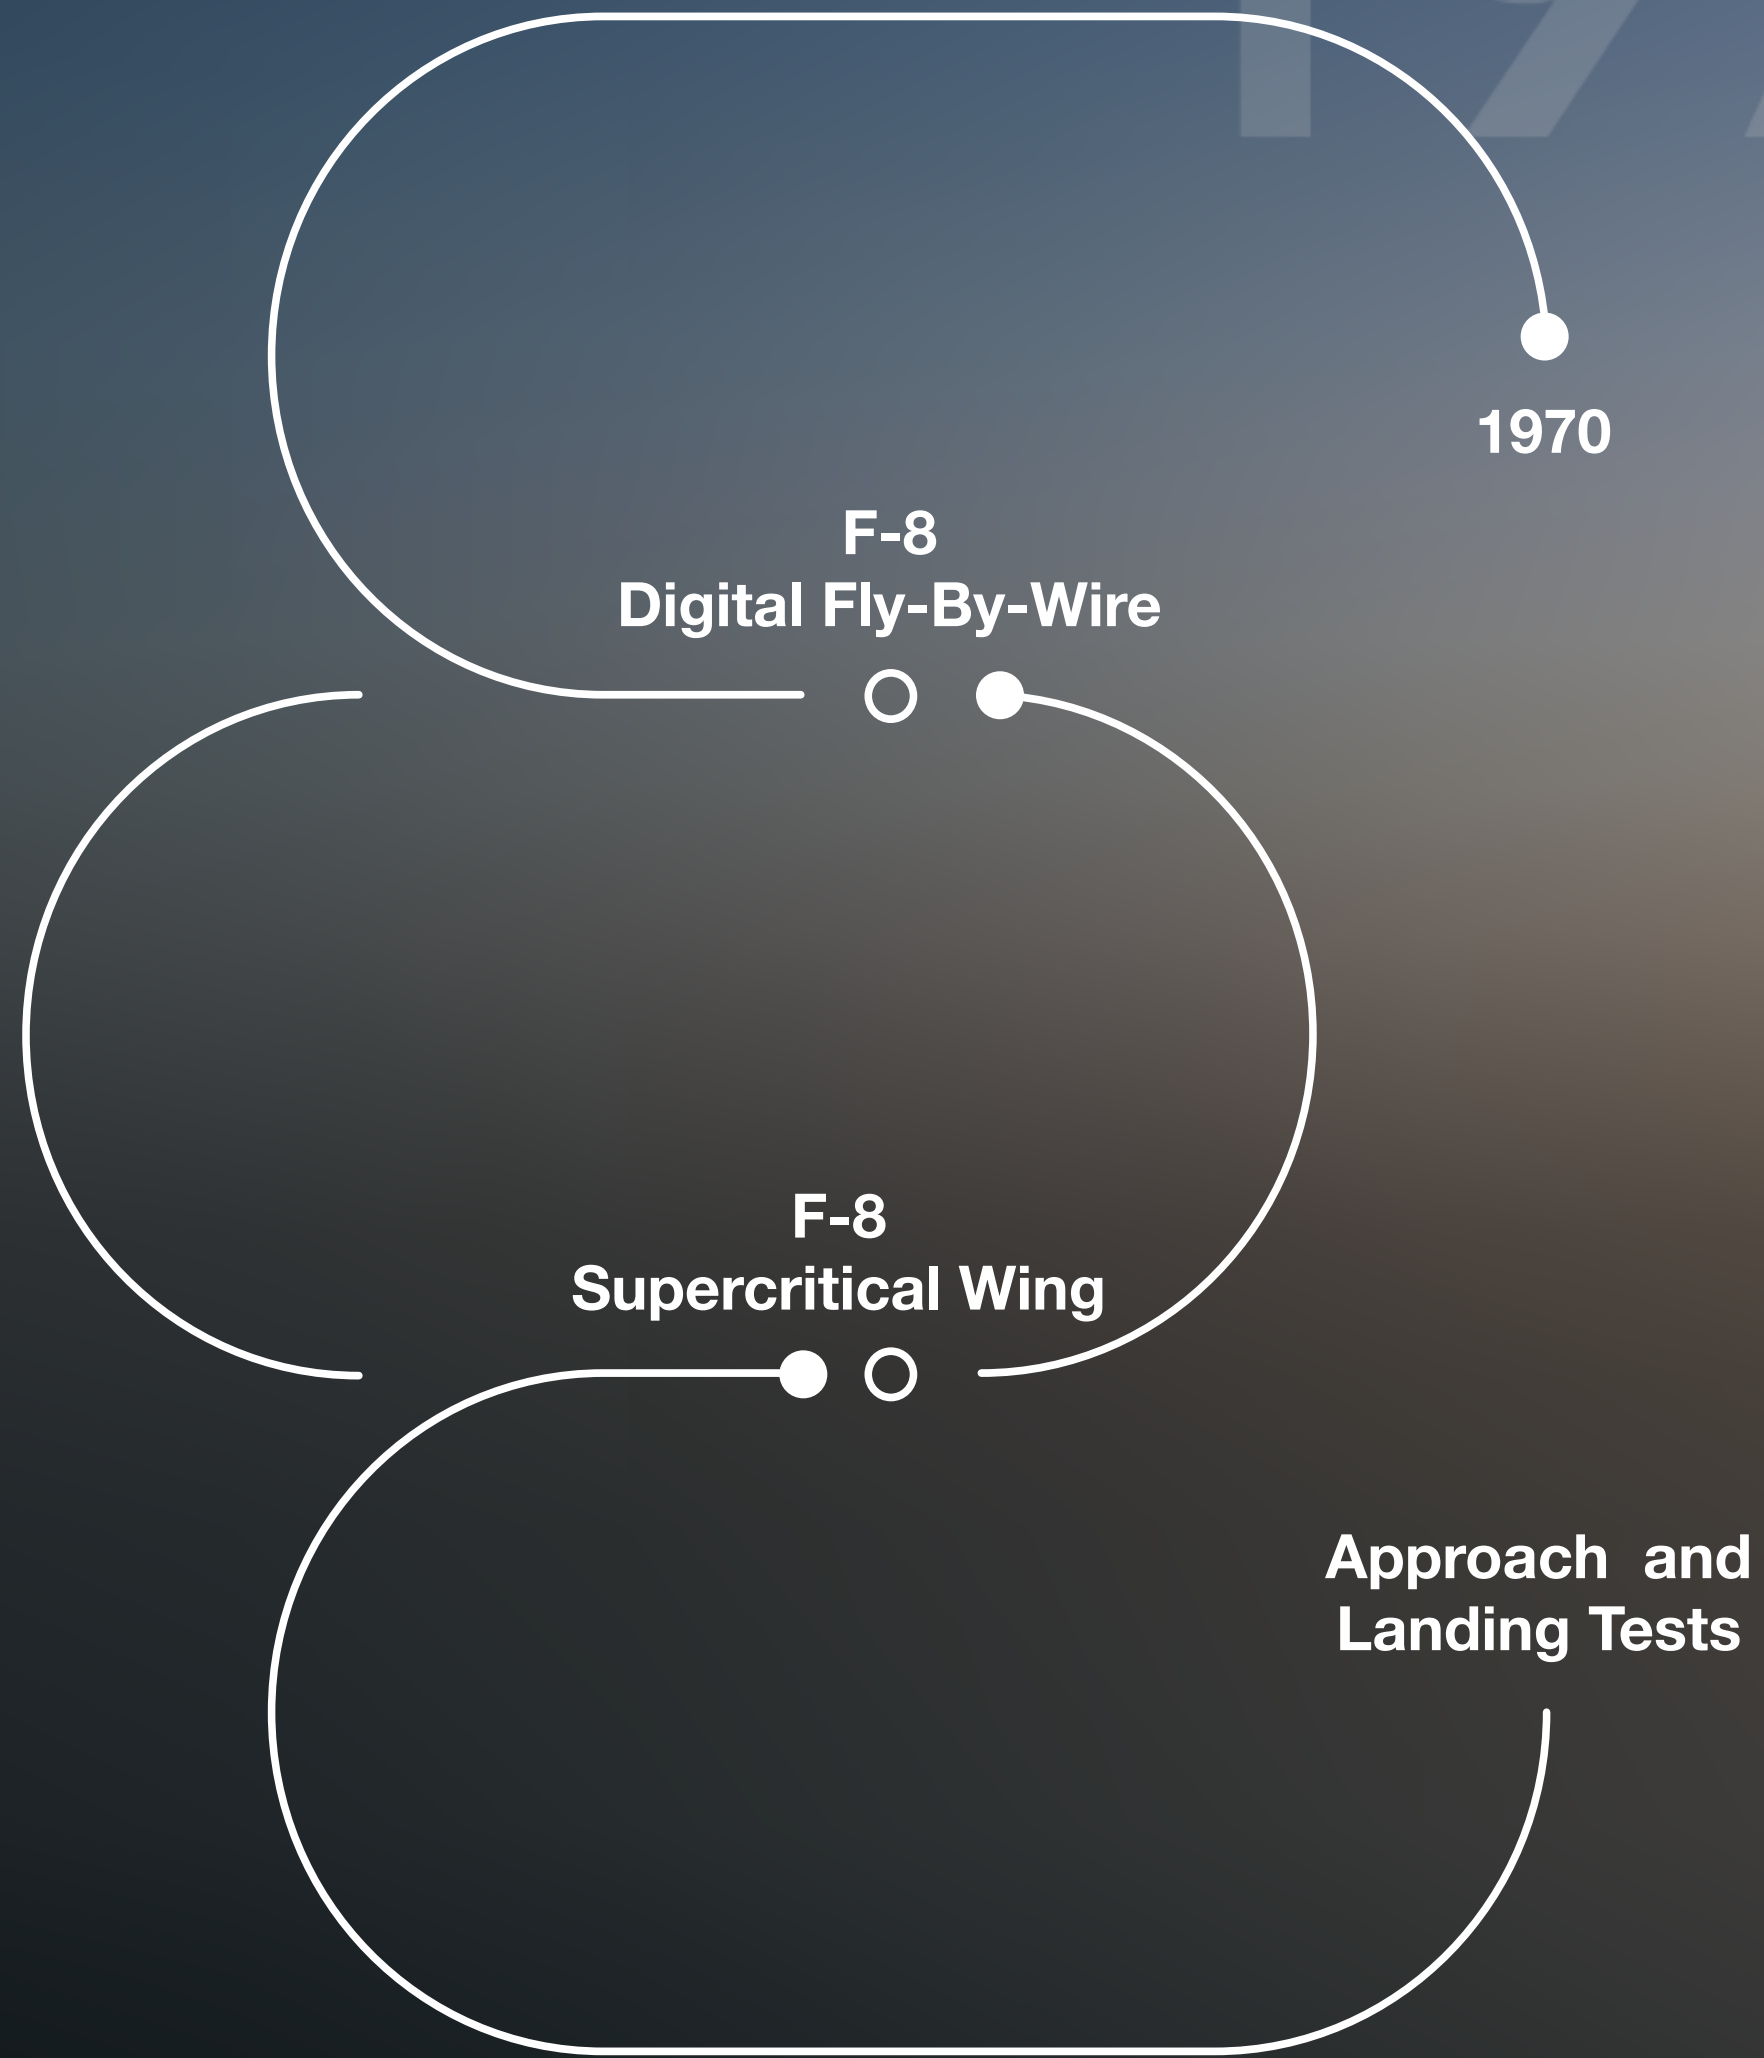 1970
F-8
Digital Fly-By-Wire
F-8
Supercritical Wing
Approach and
Landing Tests